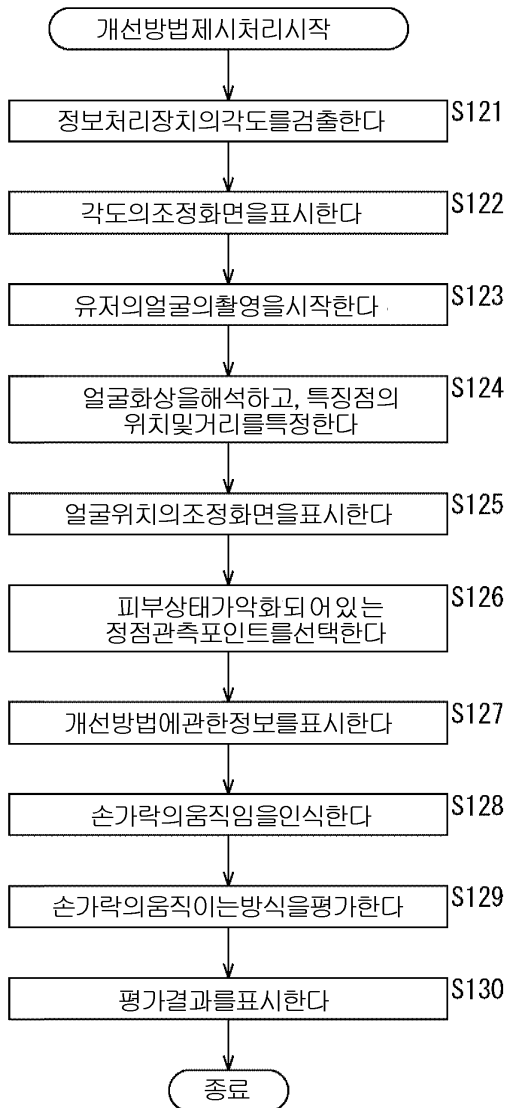 개선방법제시처리시작
정보처리장치의각도를검출한다
S121
각도의조정화면을표시한다
S122
유저의얼굴의촬영을시작한다
S123
얼굴화상을해석하고, 특징점의
위치및거리를특정한다
S124
얼굴위치의조정화면을표시한다
S125
피부상태가악화되어있는
정점관측포인트를선택한다
S126
개선방법에관한정보를표시한다
S127
손가락의움직임을인식한다
S128
손가락의움직이는방식을평가한다
S129
평가결과를표시한다
S130
종료